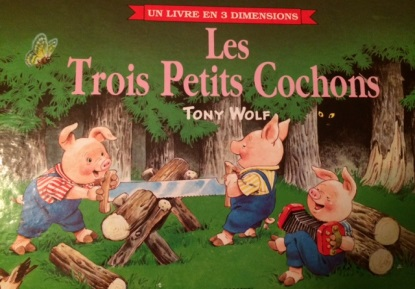 UN LIVRE EN 3 DIMENSIONS
Les
Trois Petits Cochons
TONY WOLF